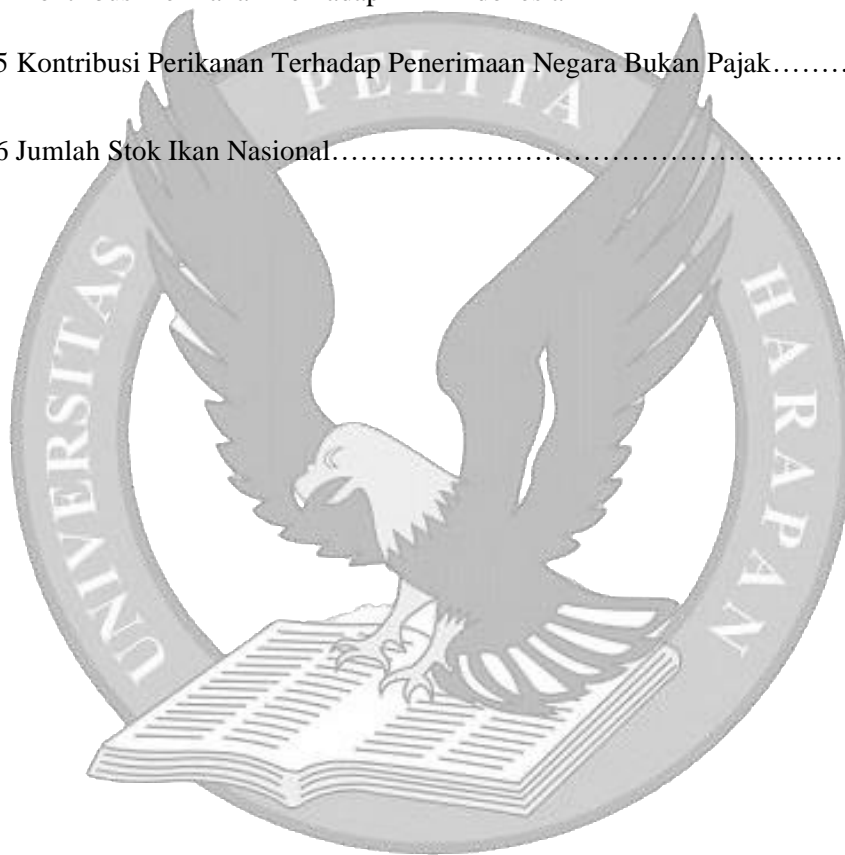 5 Kontribusi Perikanan Terhadap Penerimaan Negara Bukan Pajak………
6 Jumlah Stok Ikan Nasional…………………………………………………
UNIVERSITAS PELITA HARAPAN